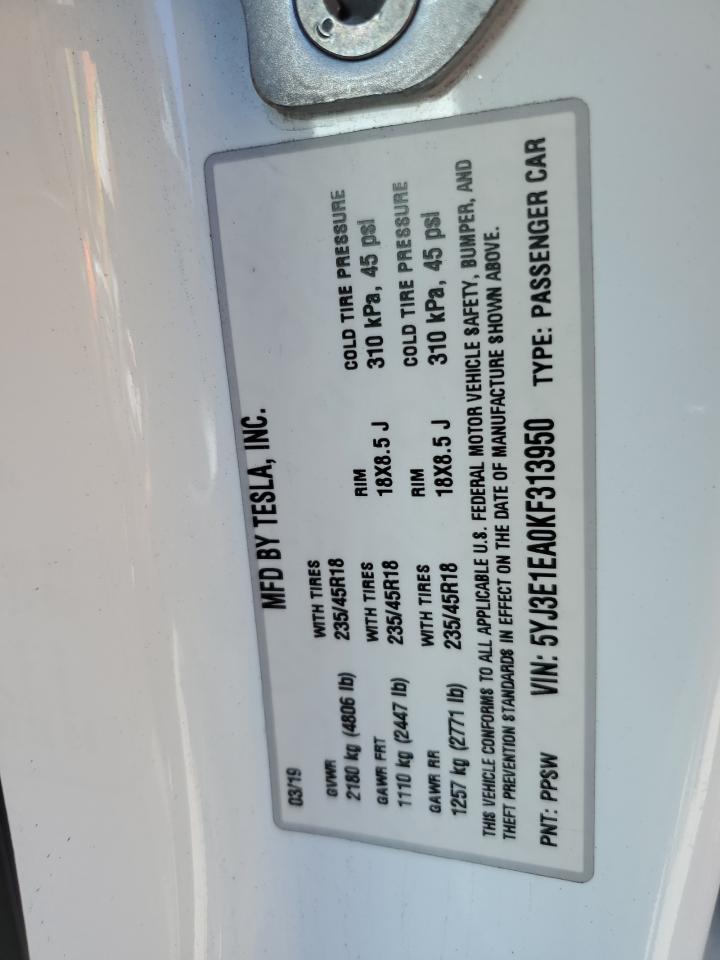 MFD BY TESLA, INC.
03/19
GVWR WITH TIRES COLD TIRE PRESSURE
2180 kg (4806 lb) 235/45R18 310 kPa, 45 psi
GAWR FRT WITH TIRES RIM COLD TIRE PRESSURE
1110 kg (2447 lb) 235/45R18 18X8.5 J 310 kPa, 45 psi
GAWR RR WITH TIRES RIM
1257 kg (2771 lb) 235/45R18 18X8.5 J
THIS VEHICLE CONFORMS TO ALL APPLICABLE U.S. FEDERAL MOTOR VEHICLE SAFETY, BUMPER, AND
THEFT PREVENTION STANDARDS IN EFFECT ON THE DATE OF MANUFACTURE SHOWN ABOVE.
PNT: PPSW VIN: 5YJ3E1EA0KF313950 TYPE: PASSENGER CAR